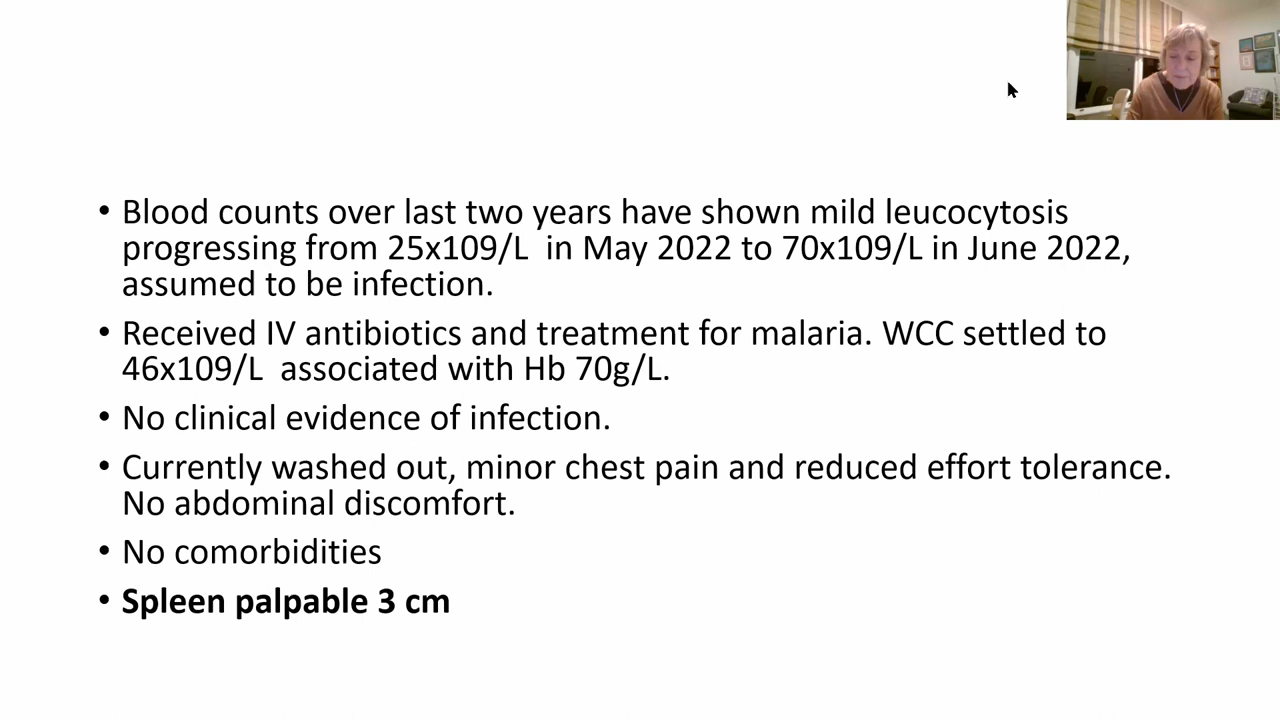 • Blood counts over last two years have shown mild leucocytosis
progressing from 25x109/L  in May 2022 to 70x109/L in June 2022,
assumed to be infection.
• Received IV antibiotics and treatment for malaria. WCC settled to
46x109/L  associated with Hb 70g/L.
• No clinical evidence of infection.
• Currently washed out, minor chest pain and reduced effort tolerance.
No abdominal discomfort.
• No comorbidities
• Spleen palpable 3 cm